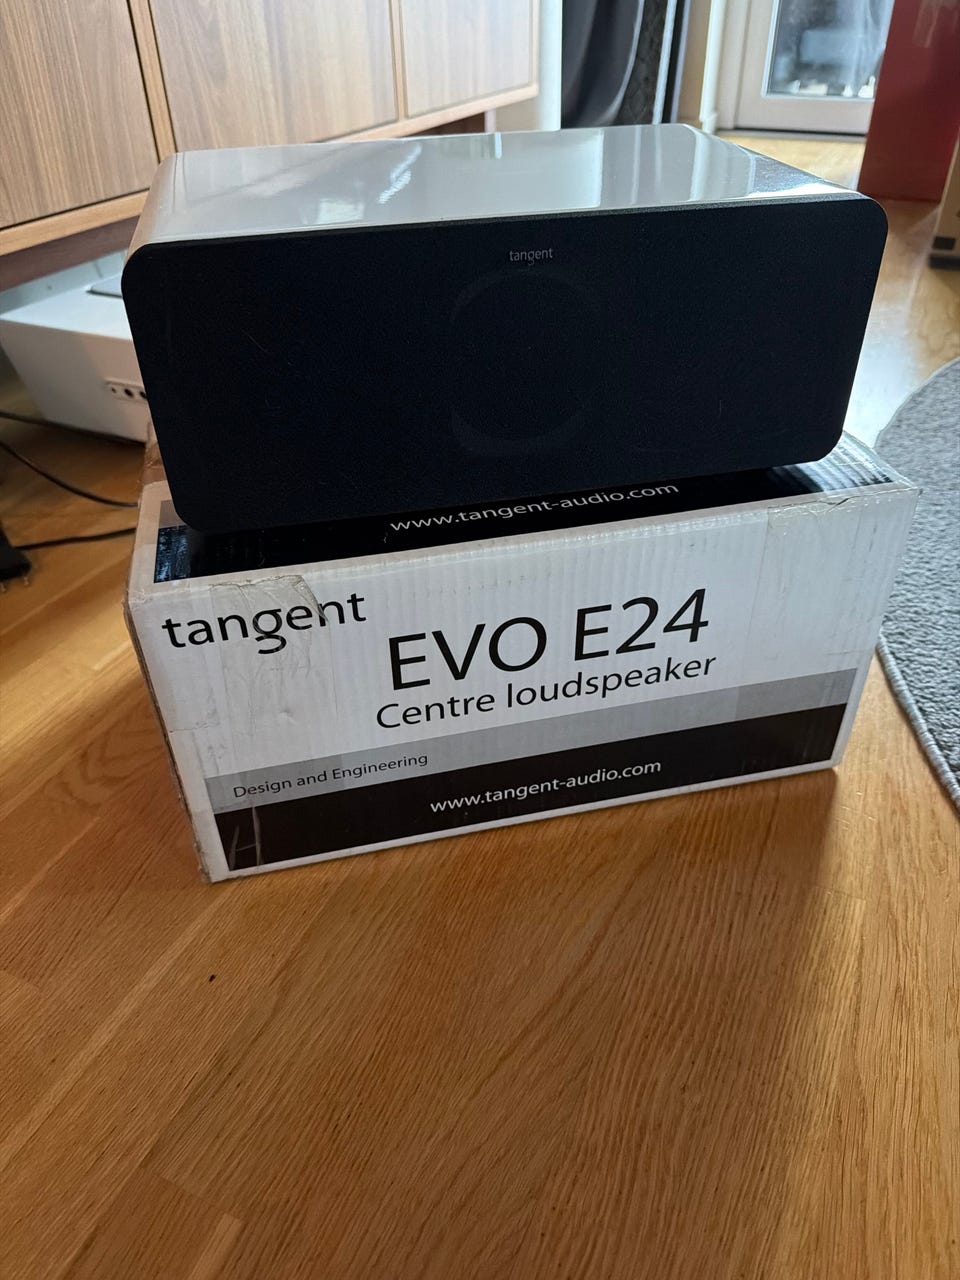 tangent
www.tangent-audio.com
tangent
EVO E24
Centre loudspeaker
Design and Engineering
www.tangent-audio.com